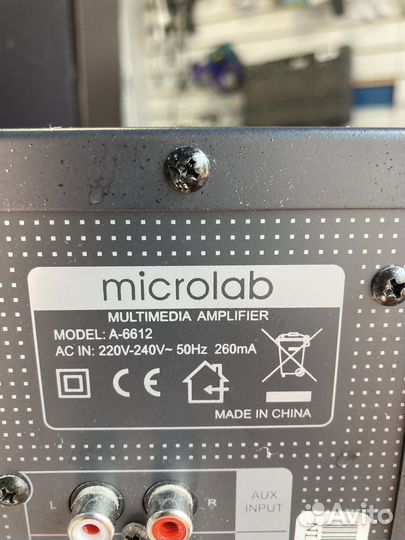 microlab
MULTIMEDIA AMPLIFIER
MODEL: A-6612
AC IN: 220V-240V~ 50Hz 260mA
CE
MADE IN CHINA
L
R
AUX
INPUT
Avito